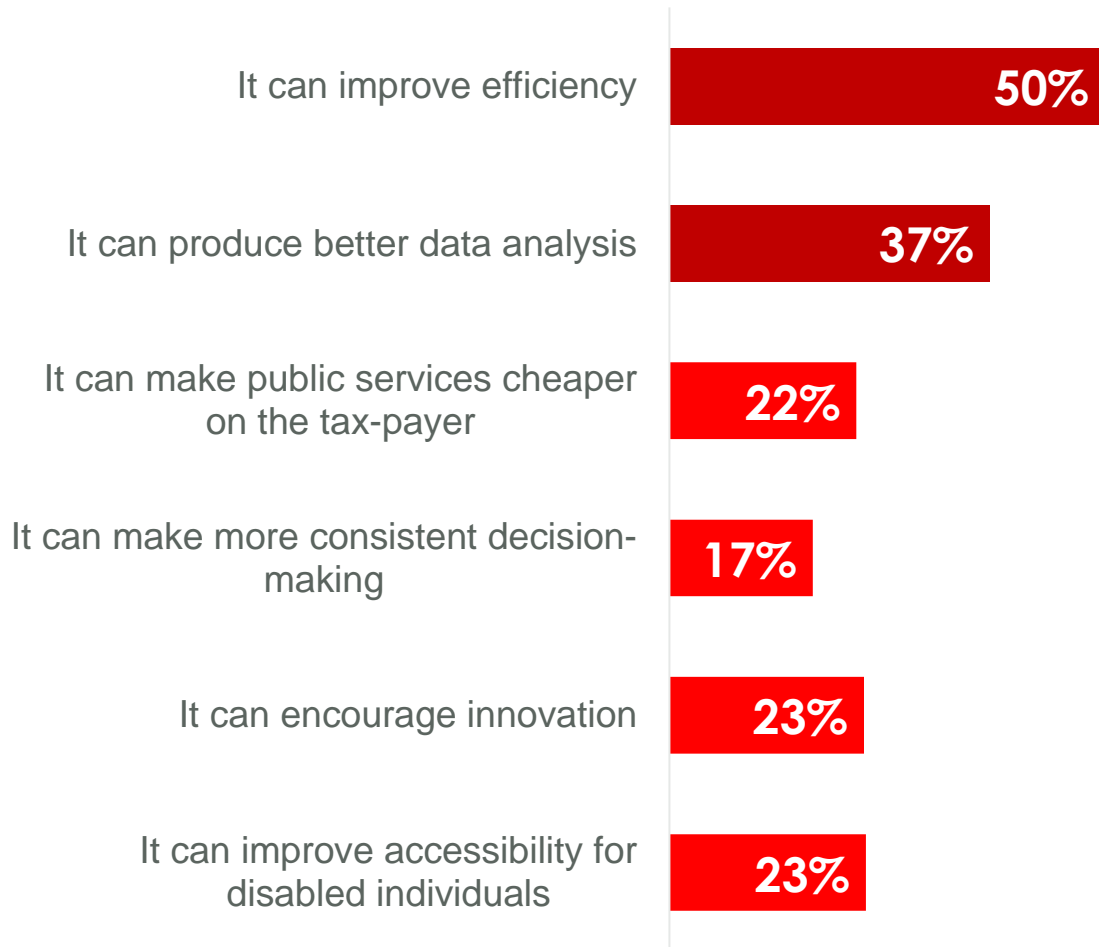 It can improve efficiency
50%
It can produce better data analysis
37%
It can make public services cheaper
on the tax-payer
22%
It can make more consistent decision-
making
17%
It can encourage innovation
23%
It can improve accessibility for
disabled individuals
23%